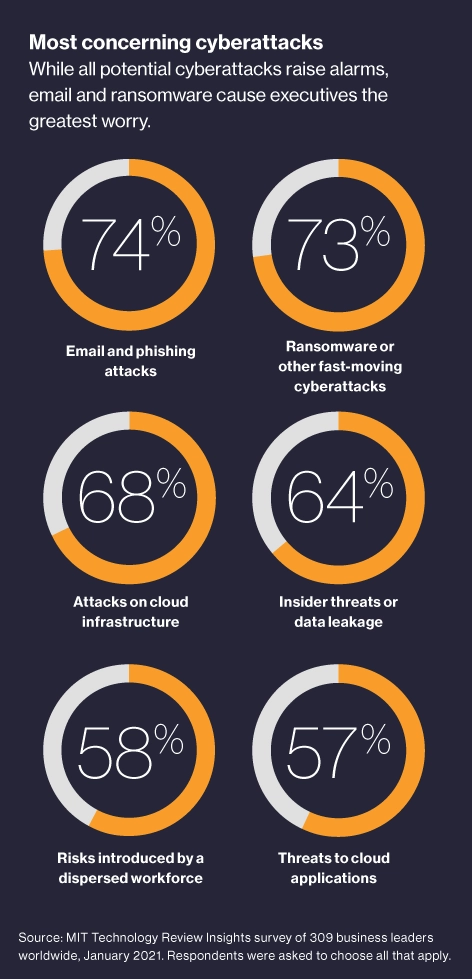 Most concerning cyberattacks
While all potential cyberattacks raise alarms,
email and ransomware cause executives the
greatest worry.
74%
73%
Email and phishing
attacks
Ransomware or
other fast-moving
cyberattacks
68%
64%
Attacks on cloud
infrastructure
Insider threats or
data leakage
58%
57%
Risks introduced by a
dispersed workforce
Threats to cloud
applications
Source: MIT Technology Review Insights survey of 309 business leaders
worldwide, January 2021. Respondents were asked to choose all that apply.